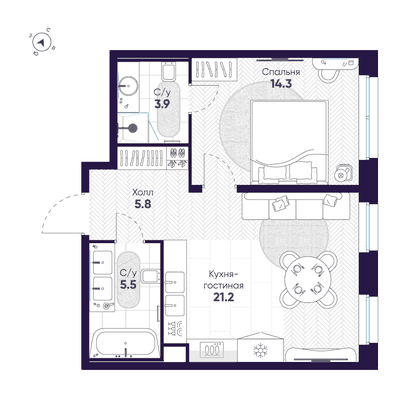 С
Ю
С/у
3.9
Спальня
14.3
Холл
5.8
С/у
5.5
Кухня-
гостиная
21.2